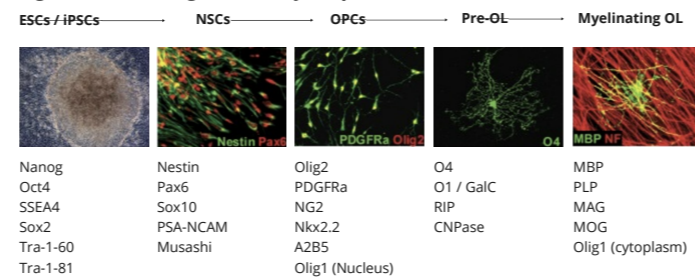 ESCs / iPSCs NSCs OPCs Pre-OL Myelinating OL
Nestin Pax6
PDGFRa Olig2
O4
MBP NF
Nanog
Oct4
SSEA4
Sox2
Tra-1-60
Tra-1-81
Nestin
Pax6
Sox10
PSA-NCAM
Musashi
Olig2
PDGFRa
NG2
Nkx2.2
A2B5
Olig1 (Nucleus)
O4
O1 / GalC
RIP
CNPase
MBP
PLP
MAG
MOG
Olig1 (cytoplasm)